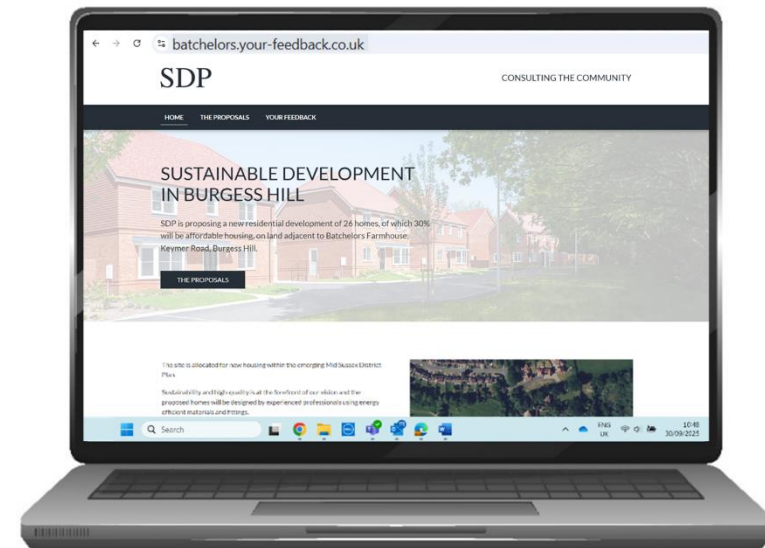 batchelors.your-feedback.co.uk
SDP
CONSULTING THE COMMUNITY
HOME THE PROPOSALS YOUR FEEDBACK
SUSTAINABLE DEVELOPMENT
IN BURGESS HILL
SDP is proposing a new residential development of 26 homes, of which 30%
will be affordable housing, on land adjacent to Batchelors Farmhouse,
Keymer Road, Burgess Hill.
THE PROPOSALS
The site is allocated for new housing within the emerging Mid Sussex District
Plan.
Sustainability and high quality is at the forefront of our vision and the
proposed homes will be designed by experienced professionals using energy
efficient materials and fittings.
Search
ENG
UK
10:48
30/09/2025